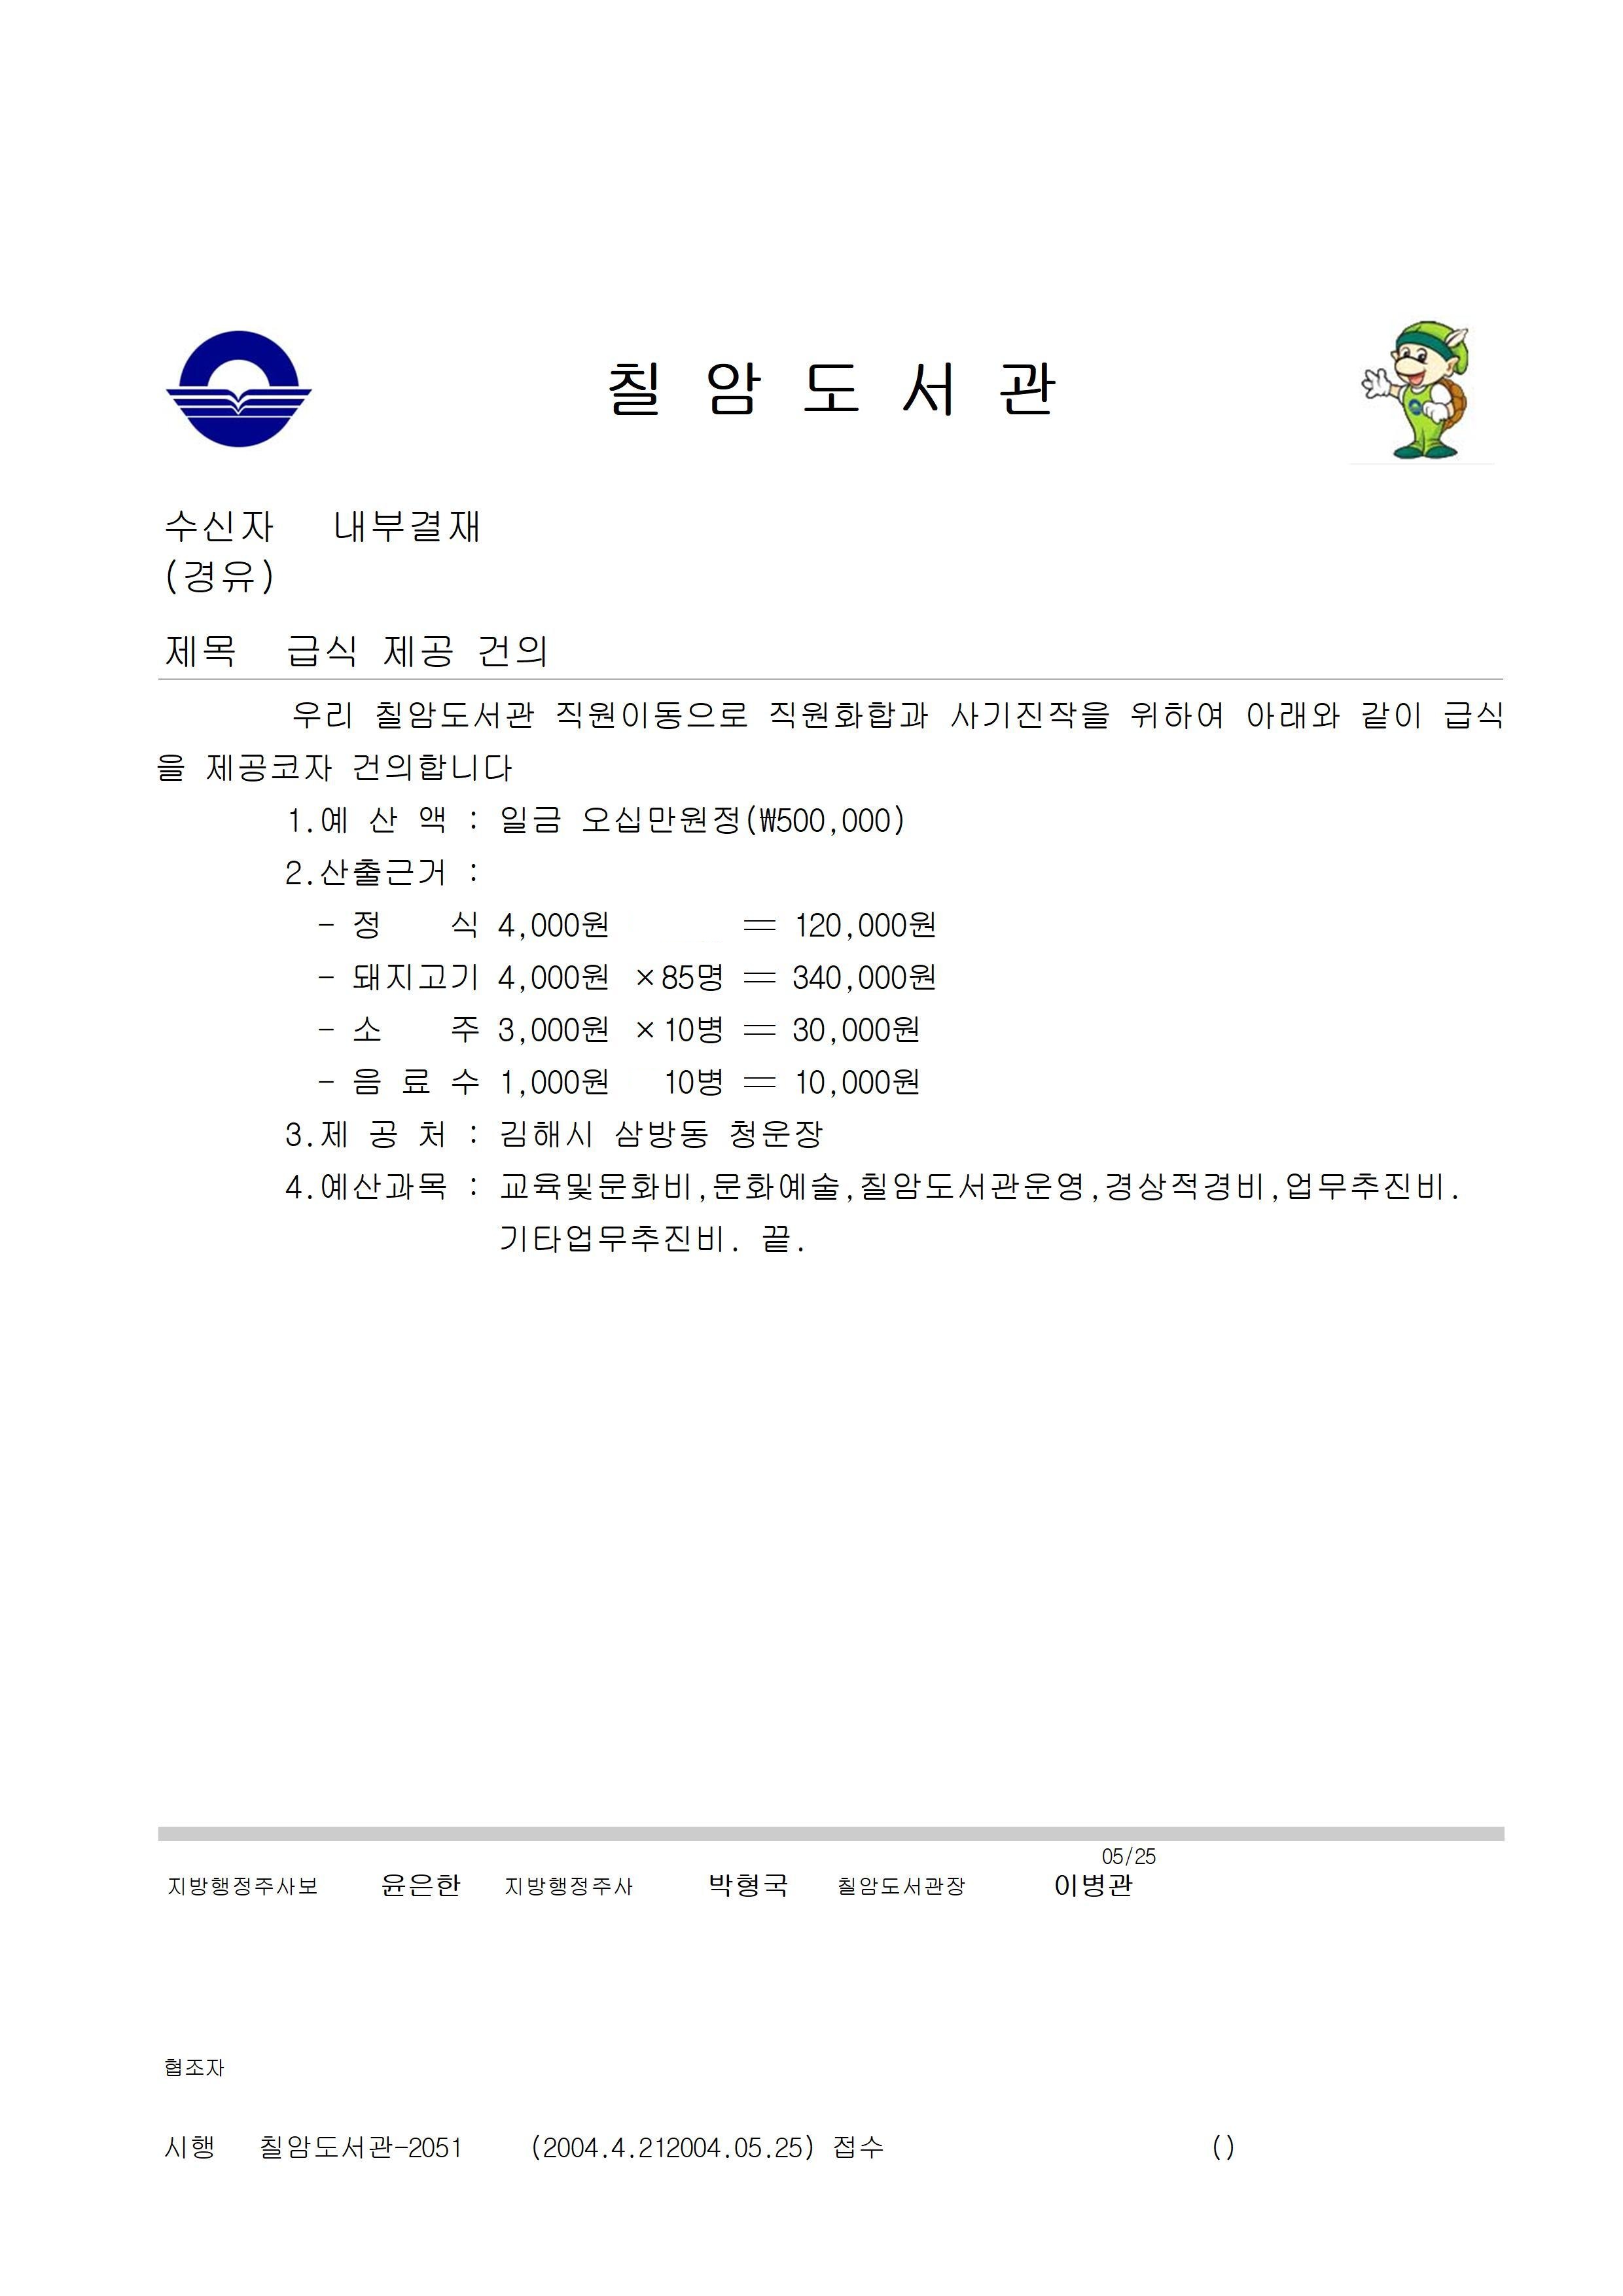 칠 암 도 서 관
수신자 내부결재
(경유)
제목 급식 제공 건의
우리 칠암도서관 직원이동으로 직원화합과 사기진작을 위하여 아래와 같이 급식
을 제공코자 건의합니다
1.예 산 액 : 일금 오십만원정(₩500,000)
2.산출근거 :
- 정 식 4,000원 = 120,000원
- 돼지고기 4,000원 ×85명 = 340,000원
- 소 주 3,000원 ×10병 = 30,000원
- 음 료 수 1,000원 10병 = 10,000원
3.제 공 처 : 김해시 삼방동 청운장
4.예산과목 : 교육및문화비,문화예술,칠암도서관운영,경상적경비,업무추진비.
기타업무추진비. 끝.
05/25
지방행정주사보 윤은한 지방행정주사 박형국 칠암도서관장 이병관
협조자
시행 칠암도서관-2051 (2004.4.212004.05.25) 접수 ()